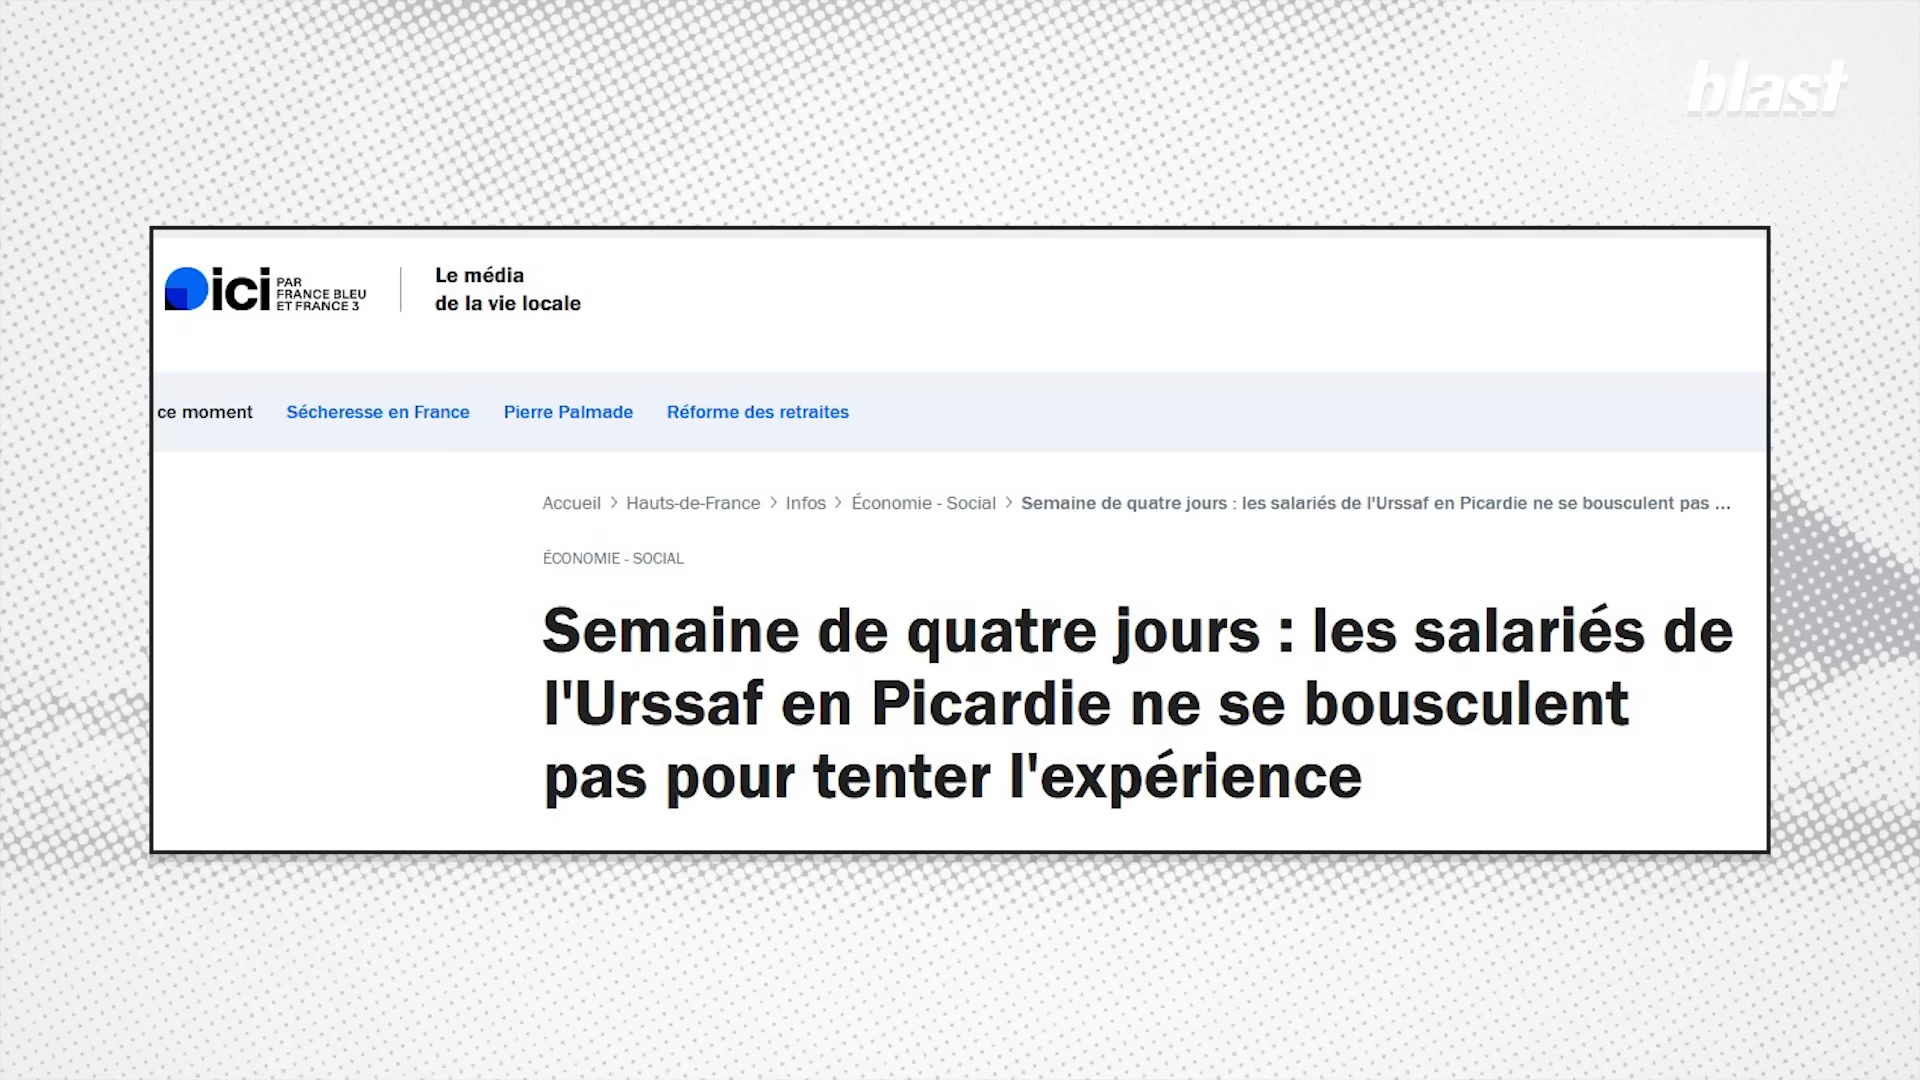 blast
ici PAR
FRANCE BLEU
ET FRANCE 3
Le média
de la vie locale
ce moment Sécheresse en France Pierre Palmade Réforme des retraites
Accueil > Hauts-de-France > Infos > Économie - Social > Semaine de quatre jours : les salariés de l'Urssaf en Picardie ne se bousculent pas ...
ÉCONOMIE - SOCIAL
Semaine de quatre jours : les salariés de
l'Urssaf en Picardie ne se bousculent
pas pour tenter l'expérience